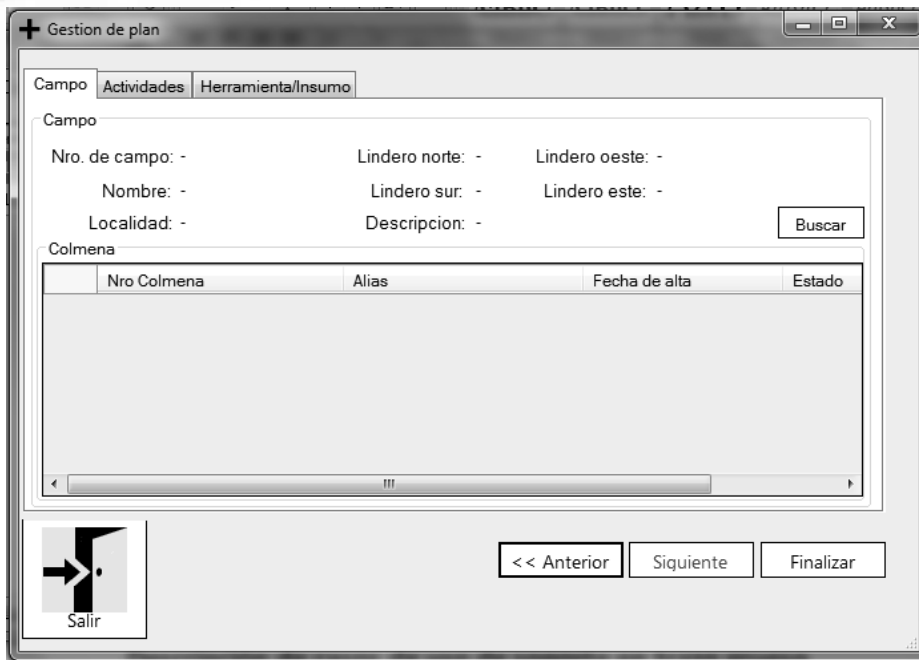 Gestion de plan
Campo Actividades Herramienta/Insumo
Campo
Nro. de campo: - Lindero norte: - Lindero oeste: -
Nombre: - Lindero sur: - Lindero este: -
Localidad: - Descripcion: - Buscar
Colmena
Nro Colmena Alias Fecha de alta Estado
<< Anterior Siguiente Finalizar
Salir